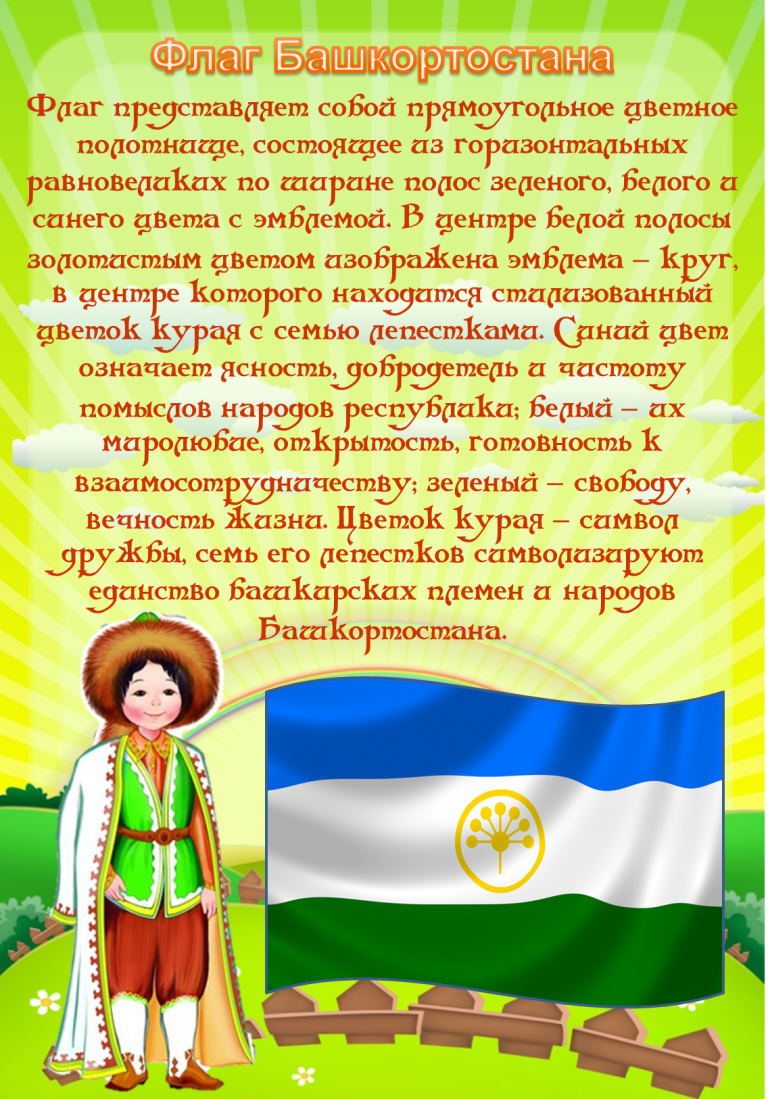 Флаг Башкортостана
Флаг представляет собой прямоугольное цветное
полотнище, состоящее из горизонтальных
равновеликих по ширине полос зеленого, белого и
синего цвета с эмблемой. В центре белой полосы
золотистым цветом изображена эмблема – круг,
в центре которого находится стилизованный
цветок курая с семью лепестками. Синий цвет
означает ясность, добродетель и чистоту
помыслов народов республики; белый – их
миролюбие, открытость, готовность к
взаимосотрудничеству; зеленый – свободу,
вечность жизни. Цветок курая – символ
дружбы, семь его лепестков символизируют
единство башкирских племен и народов
Башкортостана.